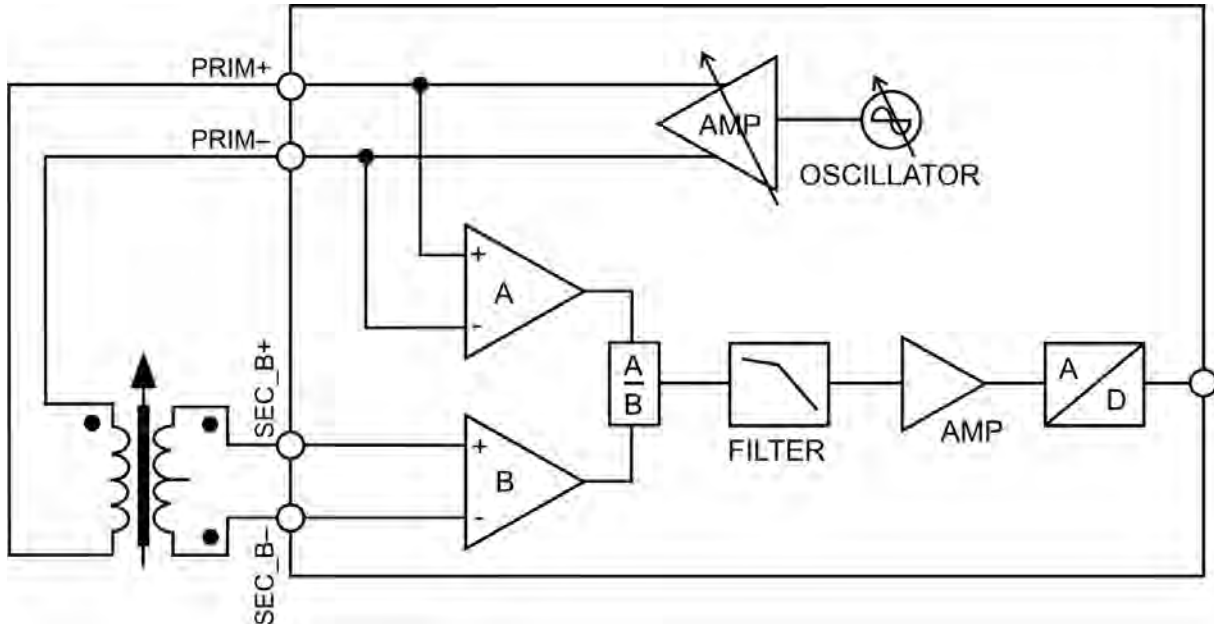 PRIM+
PRIM–
AMP
OSCILLATOR
+
A
-
SEC_B+
A
B
A
D
FILTER
AMP
+
B
-
SEC_B–